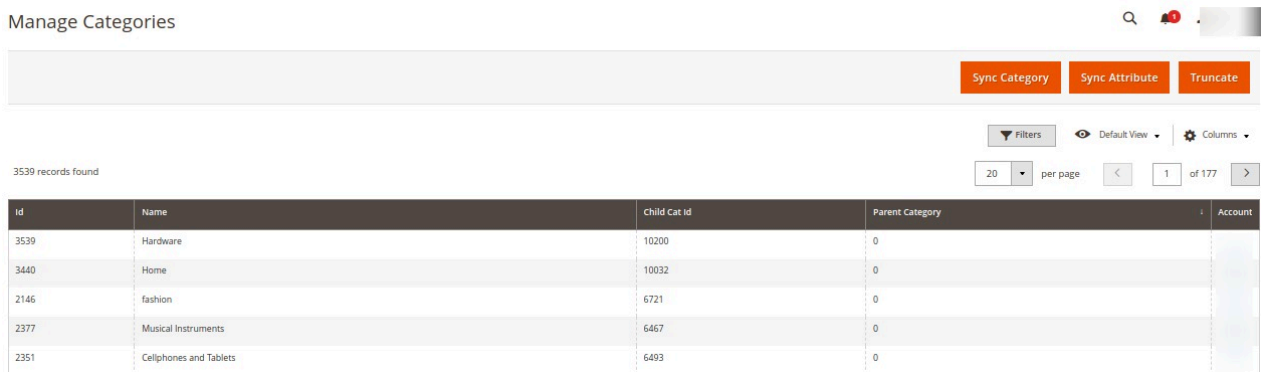 Manage Categories
1
Sync Category Sync Attribute Truncate
Filters Default View Columns
3539 records found 20 per page 1 of 177
Id Name Child Cat Id Parent Category ↓ Account
3539 Hardware 10200 0
3440 Home 10032 0
2146 fashion 6721 0
2377 Musical Instruments 6467 0
2351 Cellphones and Tablets 6493 0